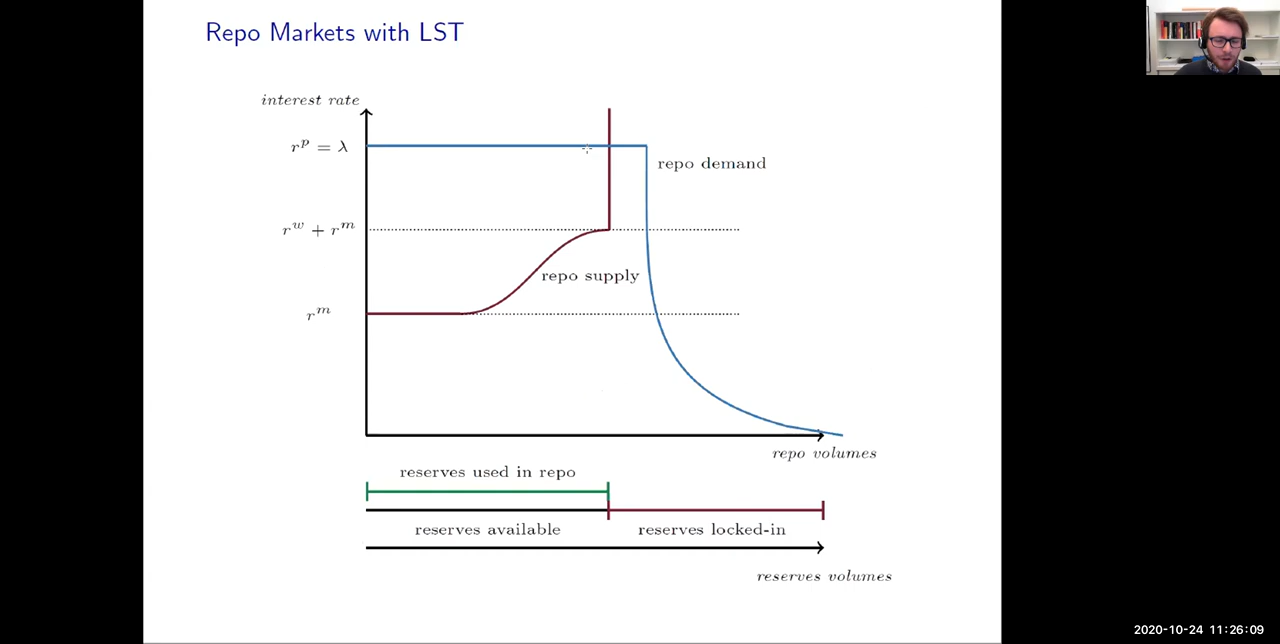 Repo Markets with LST
interest rate
r^p = λ
repo demand
r^w + r^m
repo supply
r^m
repo volumes
reserves used in repo
reserves available
reserves locked-in
reserves volumes
2020-10-24 11:26:09